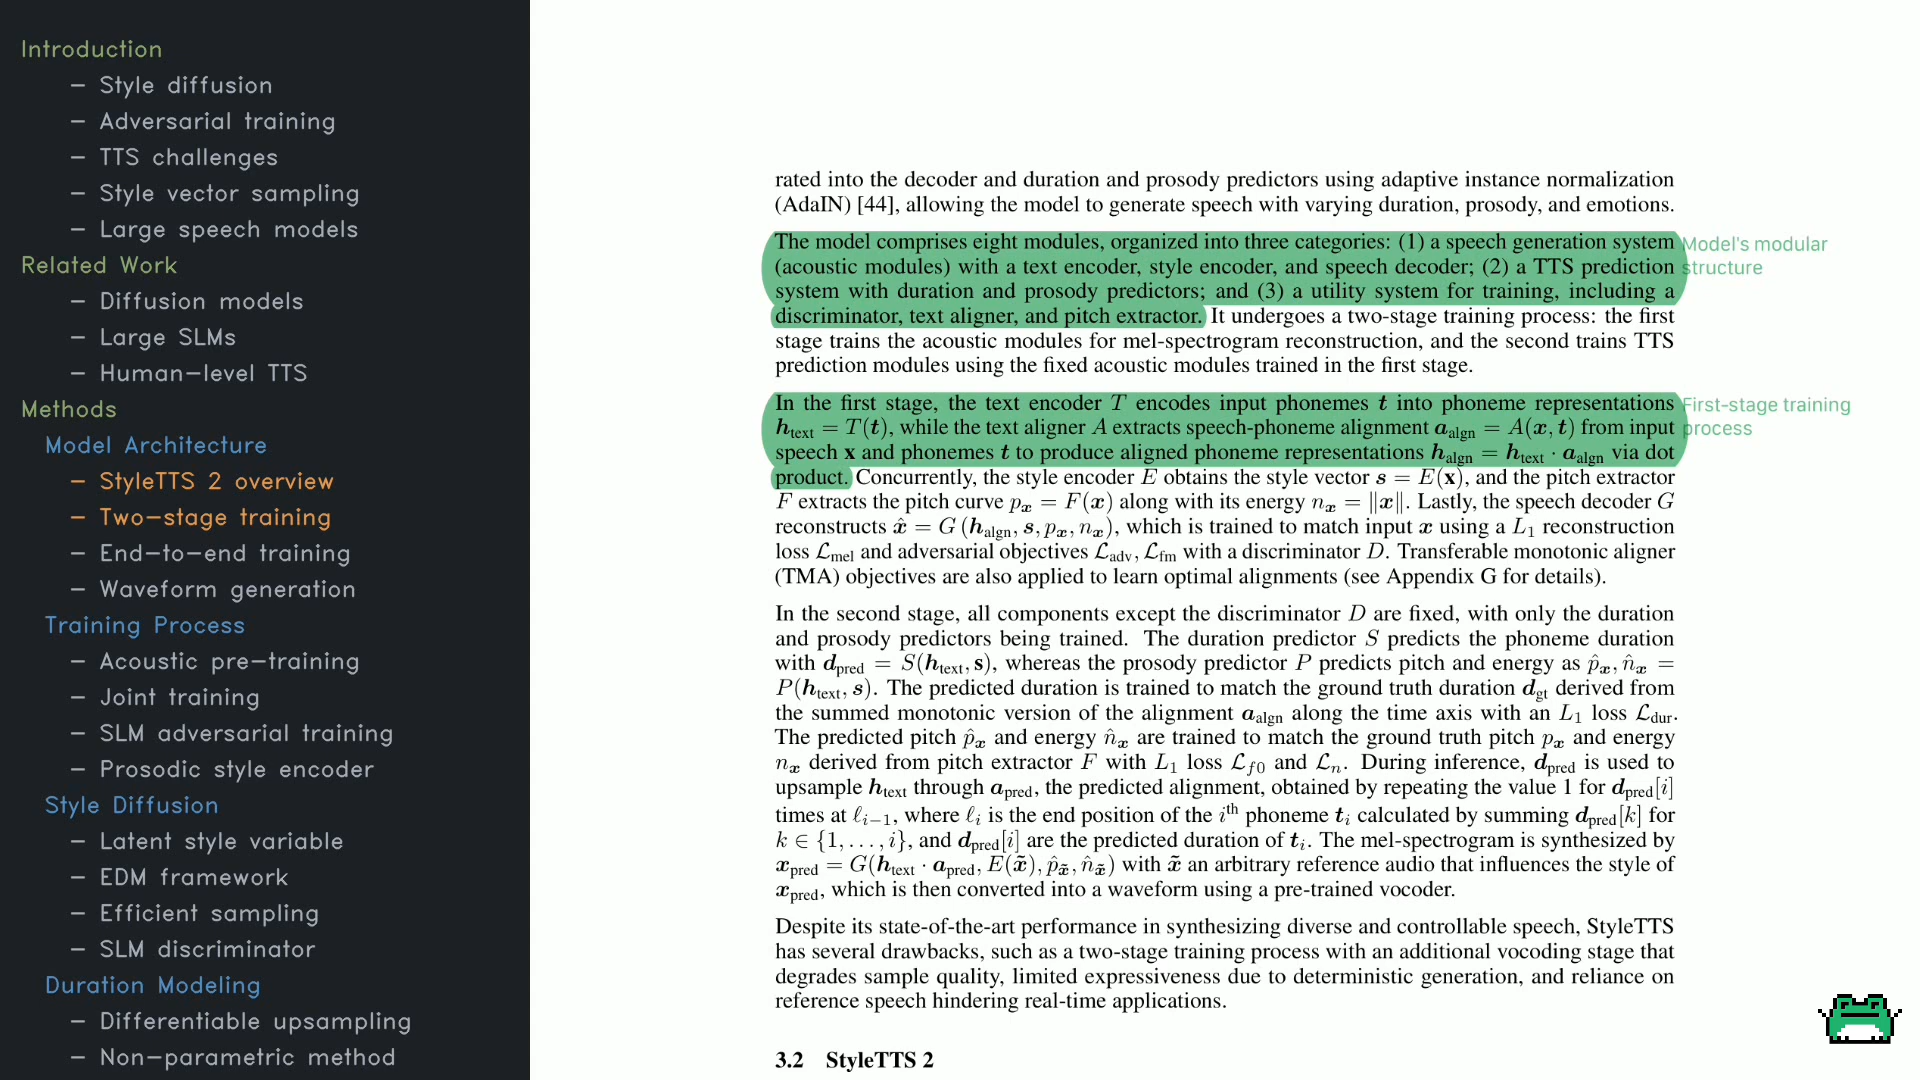 Introduction
– Style diffusion
– Adversarial training
– TTS challenges
– Style vector sampling
– Large speech models
Related Work
– Diffusion models
– Large SLMs
– Human-level TTS
Methods
Model Architecture
– StyleTTS 2 overview
– Two-stage training
– End-to-end training
– Waveform generation
Training Process
– Acoustic pre-training
– Joint training
– SLM adversarial training
– Prosodic style encoder
Style Diffusion
– Latent style variable
– EDM framework
– Efficient sampling
– SLM discriminator
Duration Modeling
– Differentiable upsampling
– Non-parametric method
rated into the decoder and duration and prosody predictors using adaptive instance normalization
(AdaIN) [44], allowing the model to generate speech with varying duration, prosody, and emotions.
The model comprises eight modules, organized into three categories: (1) a speech generation system
(acoustic modules) with a text encoder, style encoder, and speech decoder; (2) a TTS prediction
system with duration and prosody predictors; and (3) a utility system for training, including a
discriminator, text aligner, and pitch extractor. It undergoes a two-stage training process: the first
stage trains the acoustic modules for mel-spectrogram reconstruction, and the second trains TTS
prediction modules using the fixed acoustic modules trained in the first stage.
Model's modular
structure
In the first stage, the text encoder T encodes input phonemes t into phoneme representations
h_text = T(t), while the text aligner A extracts speech-phoneme alignment a_algn = A(x, t) from input
speech x and phonemes t to produce aligned phoneme representations h_algn = h_text · a_algn via dot
product. Concurrently, the style encoder E obtains the style vector s = E(x), and the pitch extractor
F extracts the pitch curve p_x = F(x) along with its energy n_x = ‖x‖. Lastly, the speech decoder G
reconstructs x̂ = G (h_algn, s, p_x, n_x), which is trained to match input x using a L₁ reconstruction
loss ℒ_mel and adversarial objectives ℒ_adv, ℒ_fm with a discriminator D. Transferable monotonic aligner
(TMA) objectives are also applied to learn optimal alignments (see Appendix G for details).
First-stage training
process
In the second stage, all components except the discriminator D are fixed, with only the duration
and prosody predictors being trained. The duration predictor S predicts the phoneme duration
with d_pred = S(h_text, s), whereas the prosody predictor P predicts pitch and energy as p̂_x, n̂_x =
P(h_text, s). The predicted duration is trained to match the ground truth duration d_gt derived from
the summed monotonic version of the alignment a_algn along the time axis with an L₁ loss ℒ_dur.
The predicted pitch p̂_x and energy n̂_x are trained to match the ground truth pitch p_x and energy
n_x derived from pitch extractor F with L₁ loss ℒ_f0 and ℒ_n. During inference, d_pred is used to
upsample h_text through a_pred, the predicted alignment, obtained by repeating the value 1 for d_pred[i]
times at ℓ_{i−1}, where ℓ_i is the end position of the i^th phoneme t_i calculated by summing d_pred[k] for
k ∈ {1, . . . , i}, and d_pred[i] are the predicted duration of t_i. The mel-spectrogram is synthesized by
x_pred = G(h_text · a_pred, E(x̃), p̂_x̃, n̂_x̃) with x̃ an arbitrary reference audio that influences the style of
x_pred, which is then converted into a waveform using a pre-trained vocoder.
Despite its state-of-the-art performance in synthesizing diverse and controllable speech, StyleTTS
has several drawbacks, such as a two-stage training process with an additional vocoding stage that
degrades sample quality, limited expressiveness due to deterministic generation, and reliance on
reference speech hindering real-time applications.
3.2 StyleTTS 2